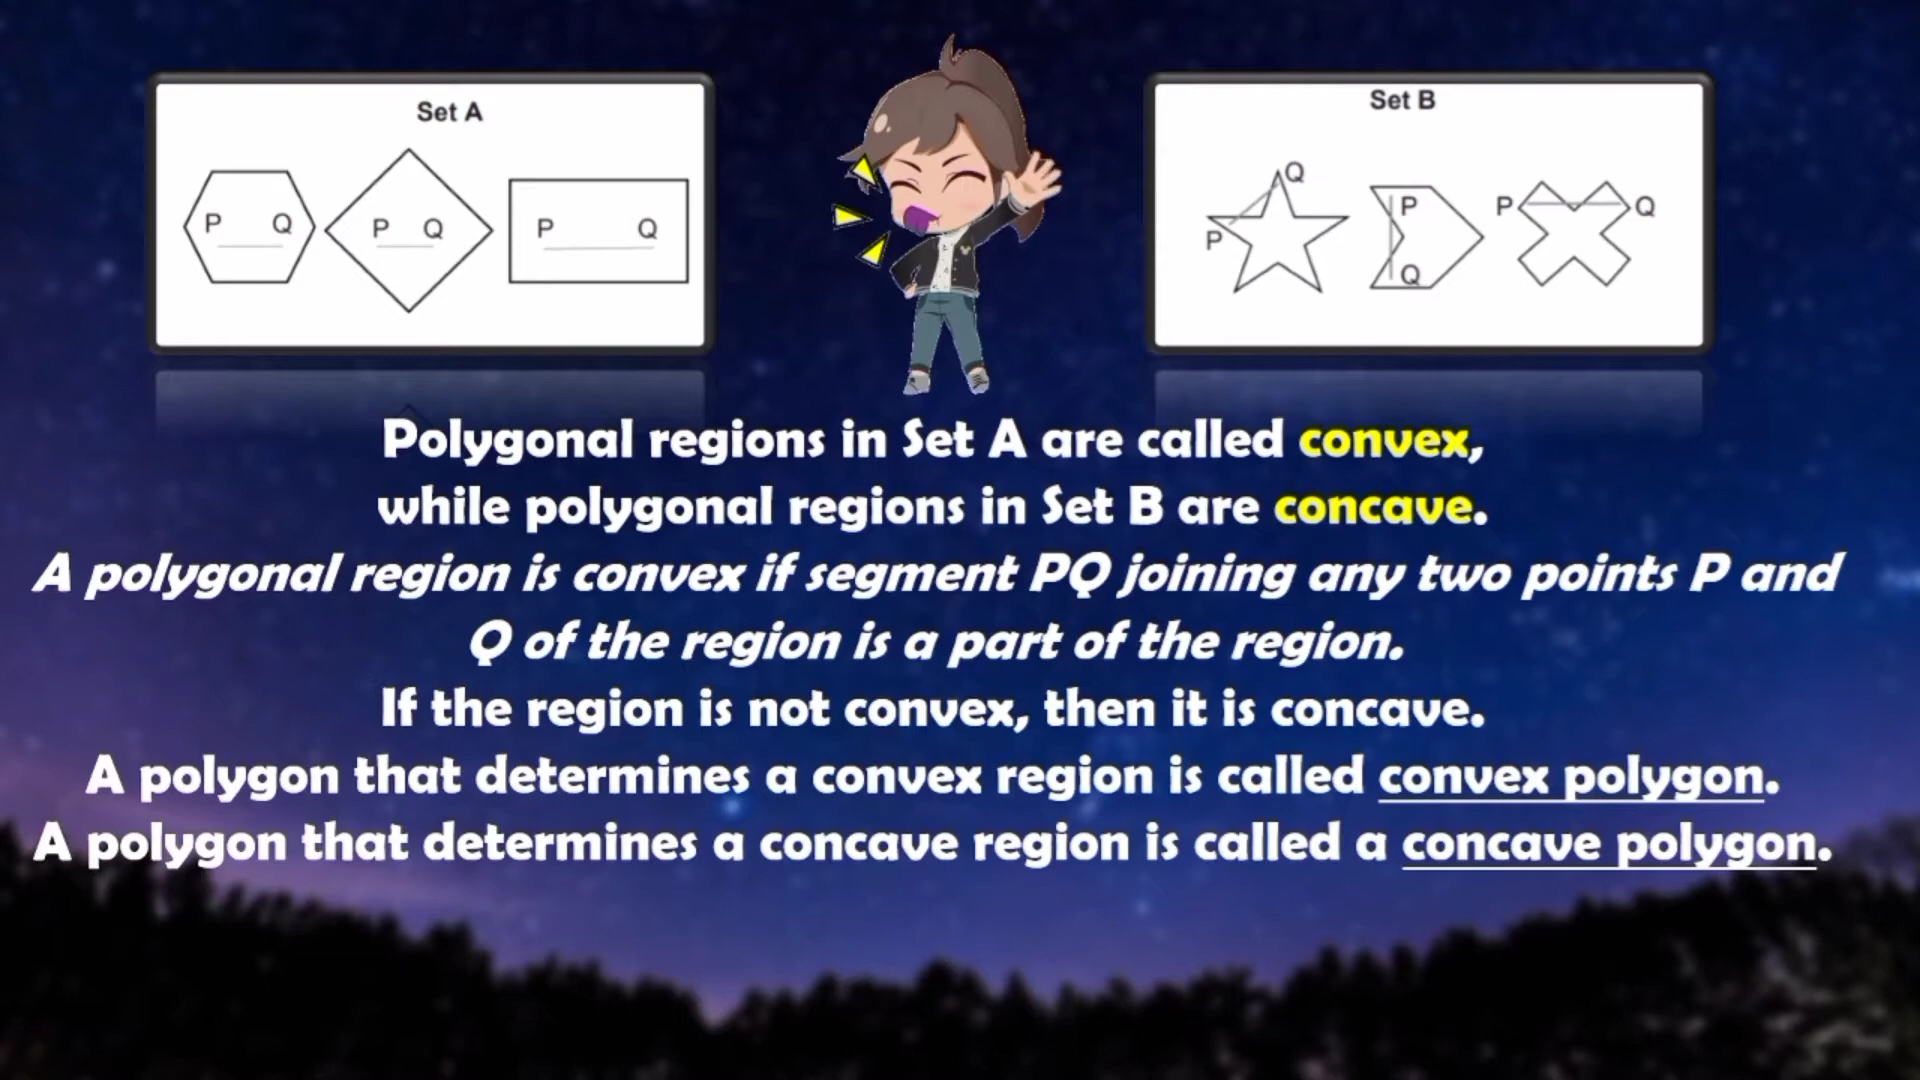 Set A
P Q P Q P Q
Set B
Q
P
P
Q
P Q
Polygonal regions in Set A are called convex,
while polygonal regions in Set B are concave.
A polygonal region is convex if segment PQ joining any two points P and
Q of the region is a part of the region.
If the region is not convex, then it is concave.
A polygon that determines a convex region is called convex polygon.
A polygon that determines a concave region is called a concave polygon.